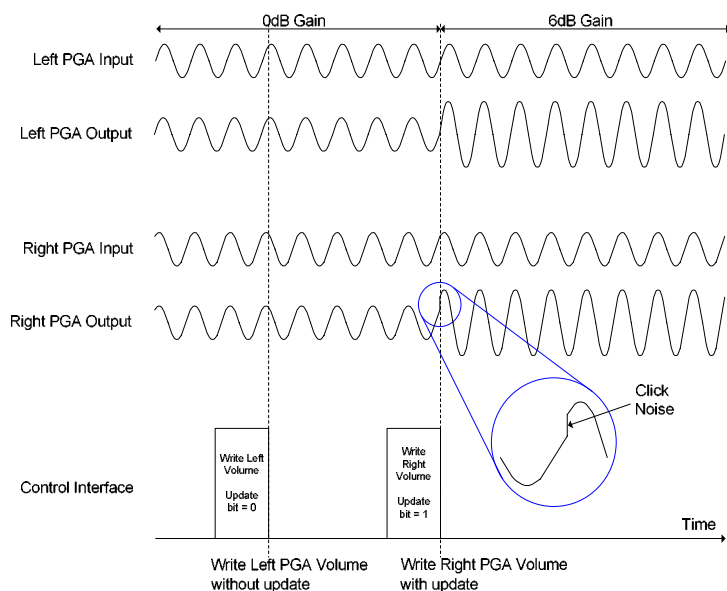 0dB Gain
6dB Gain
Left PGA Input
Left PGA Output
Right PGA Input
Right PGA Output
Click
Noise
Control Interface
Write Left
Volume
Update
bit = 0
Write
Right
Volume
Update
bit = 1
Time
Write Left PGA Volume
without update
Write Right PGA Volume
with update